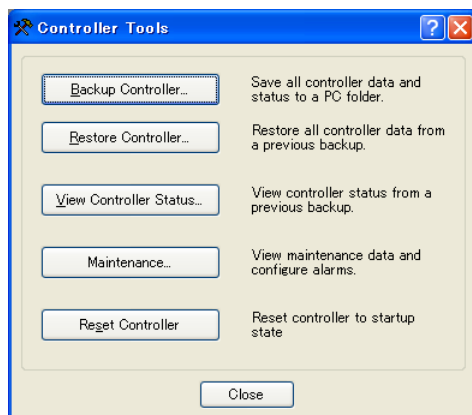 Controller Tools
Backup Controller...
Save all controller data and
status to a PC folder.
Restore Controller...
Restore all controller data from
a previous backup.
View Controller Status...
View controller status from a
previous backup.
Maintenance...
View maintenance data and
configure alarms.
Reset Controller
Reset controller to startup
state
Close